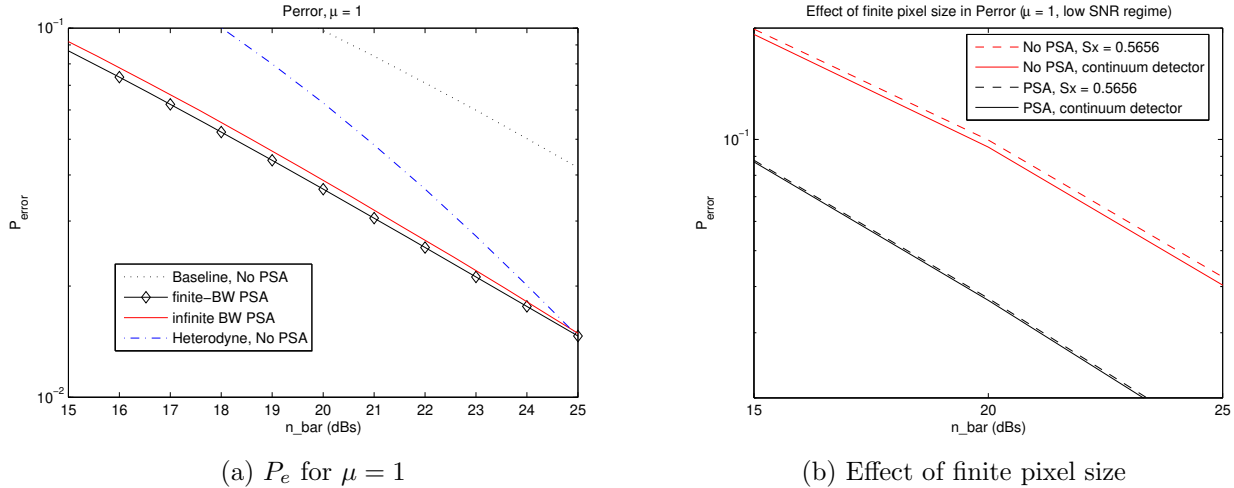 Perror, μ = 1
10^-1
10^-2
P_error
15 16 17 18 19 20 21 22 23 24 25
n_bar (dBs)
Baseline, No PSA
finite-BW PSA
infinite BW PSA
Heterodyne, No PSA
(a) P_e for μ = 1
Effect of finite pixel size in Perror (μ = 1, low SNR regime)
10^-1
P_error
15 20 25
n_bar (dBs)
No PSA, Sx = 0.5656
No PSA, continuum detector
PSA, Sx = 0.5656
PSA, continuum detector
(b) Effect of finite pixel size